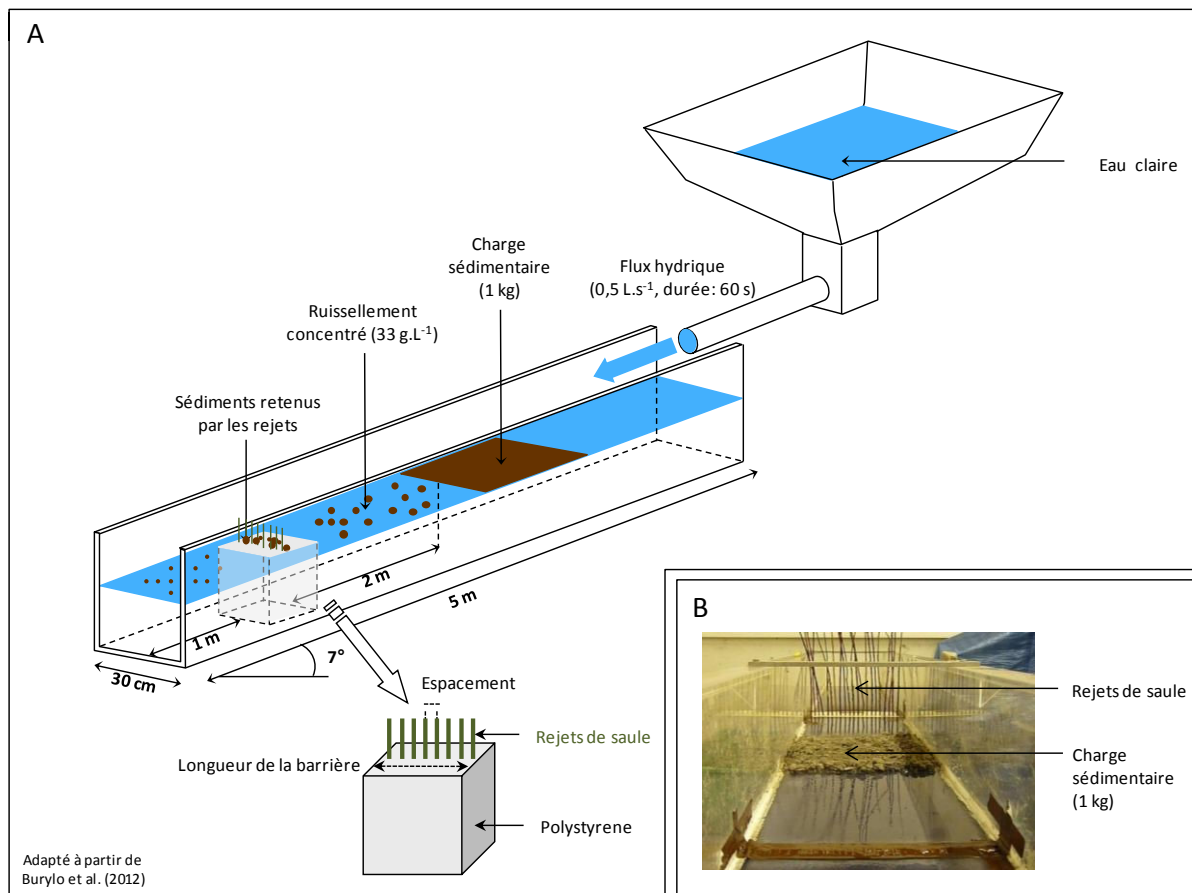 A
Eau claire
Charge
sédimentaire
(1 kg)
Flux hydrique
(0,5 L.s⁻¹, durée: 60 s)
Ruissellement
concentré (33 g.L⁻¹)
Sédiments retenus
par les rejets
2 m
5 m
1 m
30 cm
7°
Espacement
Rejets de saule
Longueur de la barrière
Polystyrene
Adapté à partir de
Burylo et al. (2012)
B
Rejets de saule
Charge
sédimentaire
(1 kg)